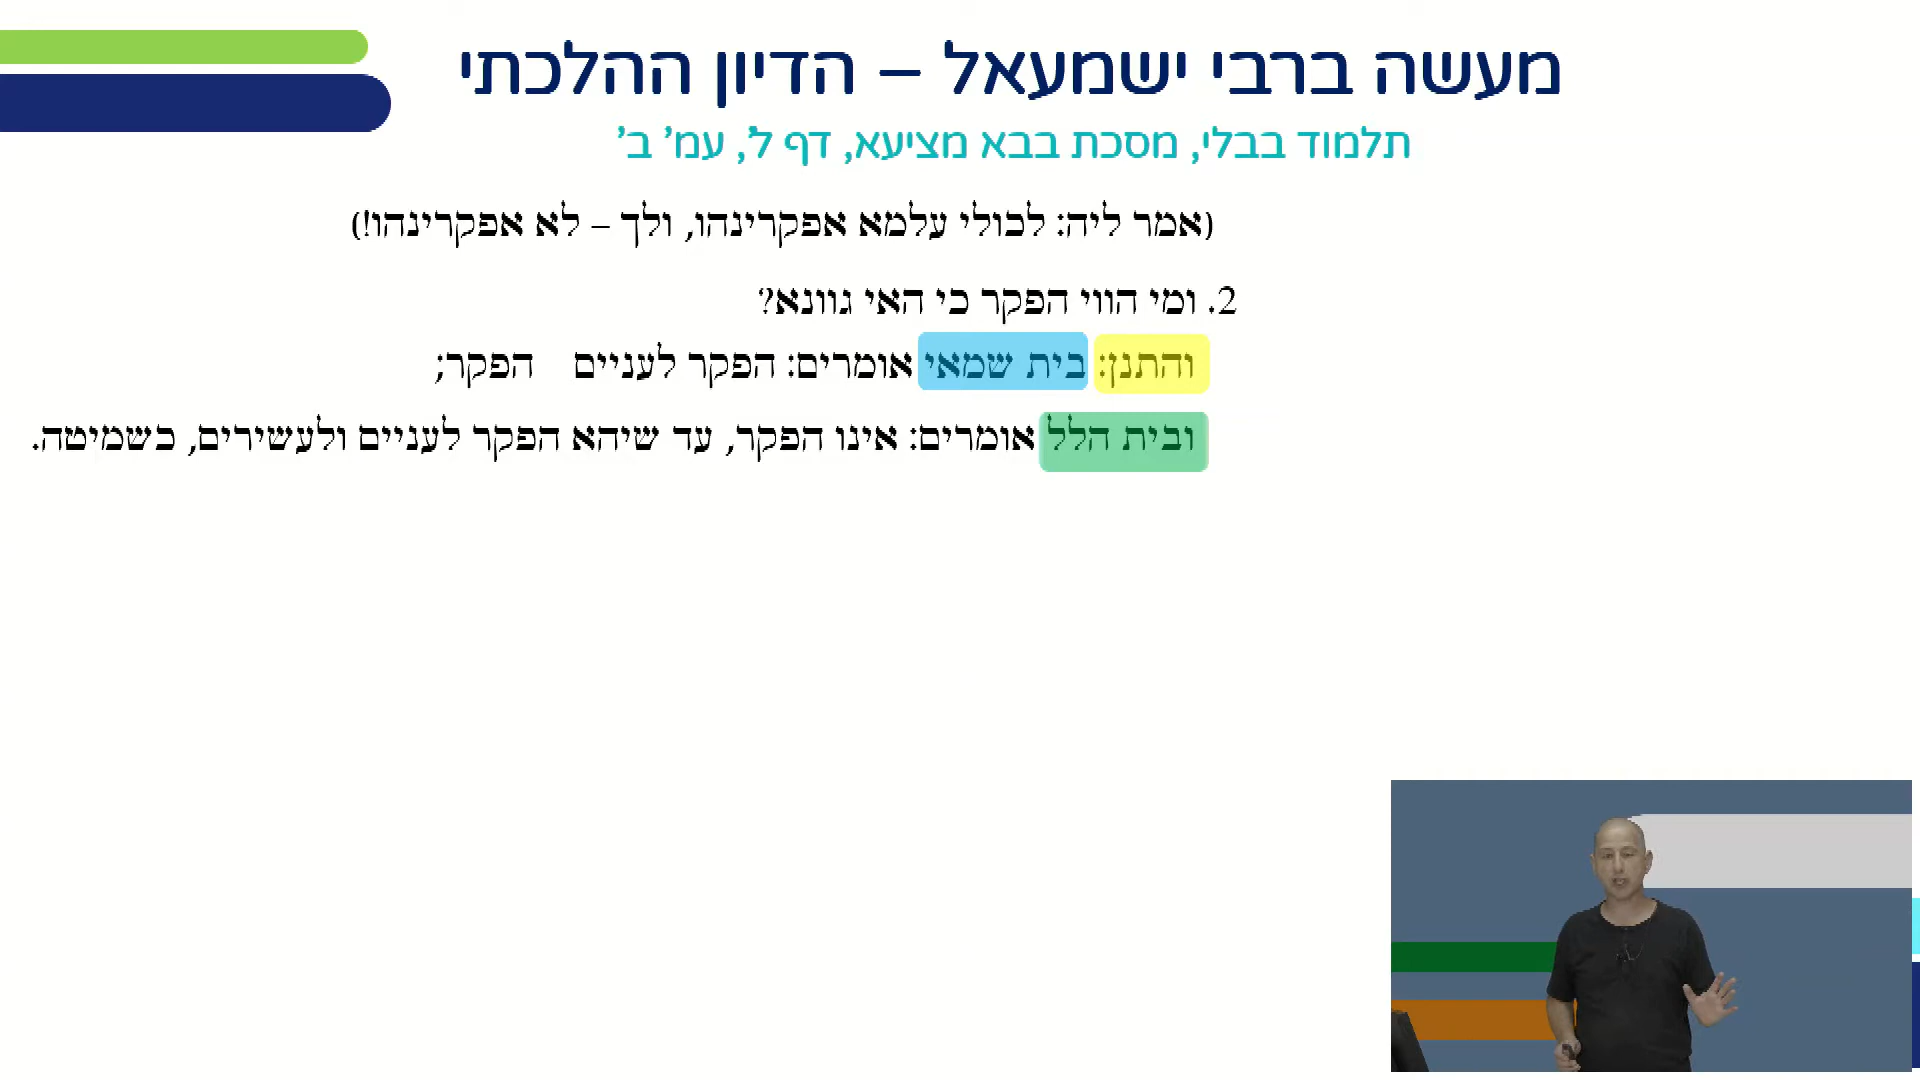 מעשה ברבי ישמעאל – הדיון ההלכתי
תלמוד בבלי, מסכת בבא מציעא, דף ל', עמ' ב'
(אמר ליה: לכולי עלמא אפקרינהו, ולך – לא אפקרינהו!)
2. ומי הווי הפקר כי האי גוונא?
והתנן: בית שמאי אומרים: הפקר לעניים הפקר;
ובית הלל אומרים: אינו הפקר, עד שיהא הפקר לעניים ולעשירים, כשמיטה.